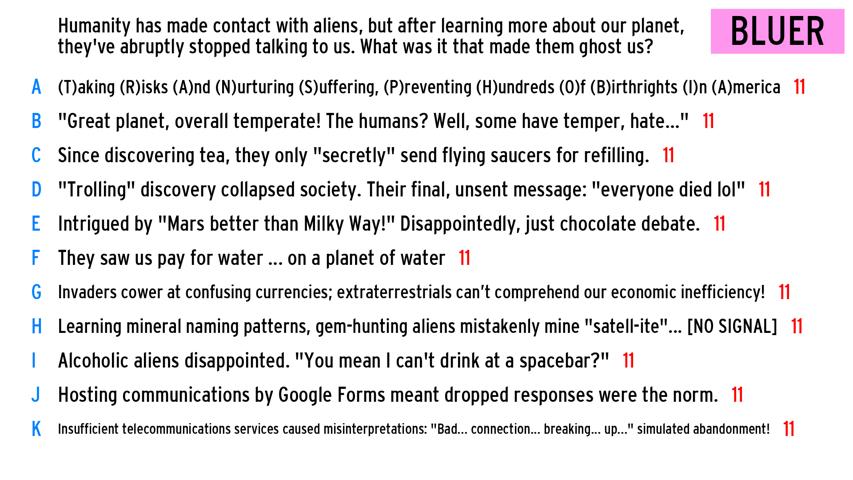 Humanity has made contact with aliens, but after learning more about our planet,
they've abruptly stopped talking to us. What was it that made them ghost us?
BLUER
A (T)aking (R)isks (A)nd (N)urturing (S)uffering, (P)reventing (H)undreds (O)f (B)irthrights (I)n (A)merica 11
B "Great planet, overall temperate! The humans? Well, some have temper, hate..." 11
C Since discovering tea, they only "secretly" send flying saucers for refilling. 11
D "Trolling" discovery collapsed society. Their final, unsent message: "everyone died lol" 11
E Intrigued by "Mars better than Milky Way!" Disappointedly, just chocolate debate. 11
F They saw us pay for water ... on a planet of water 11
G Invaders cower at confusing currencies; extraterrestrials can't comprehend our economic inefficiency! 11
H Learning mineral naming patterns, gem-hunting aliens mistakenly mine "satell-ite"... [NO SIGNAL] 11
I Alcoholic aliens disappointed. "You mean I can't drink at a spacebar?" 11
J Hosting communications by Google Forms meant dropped responses were the norm. 11
K Insufficient telecommunications services caused misinterpretations: "Bad... connection... breaking... up..." simulated abandonment! 11